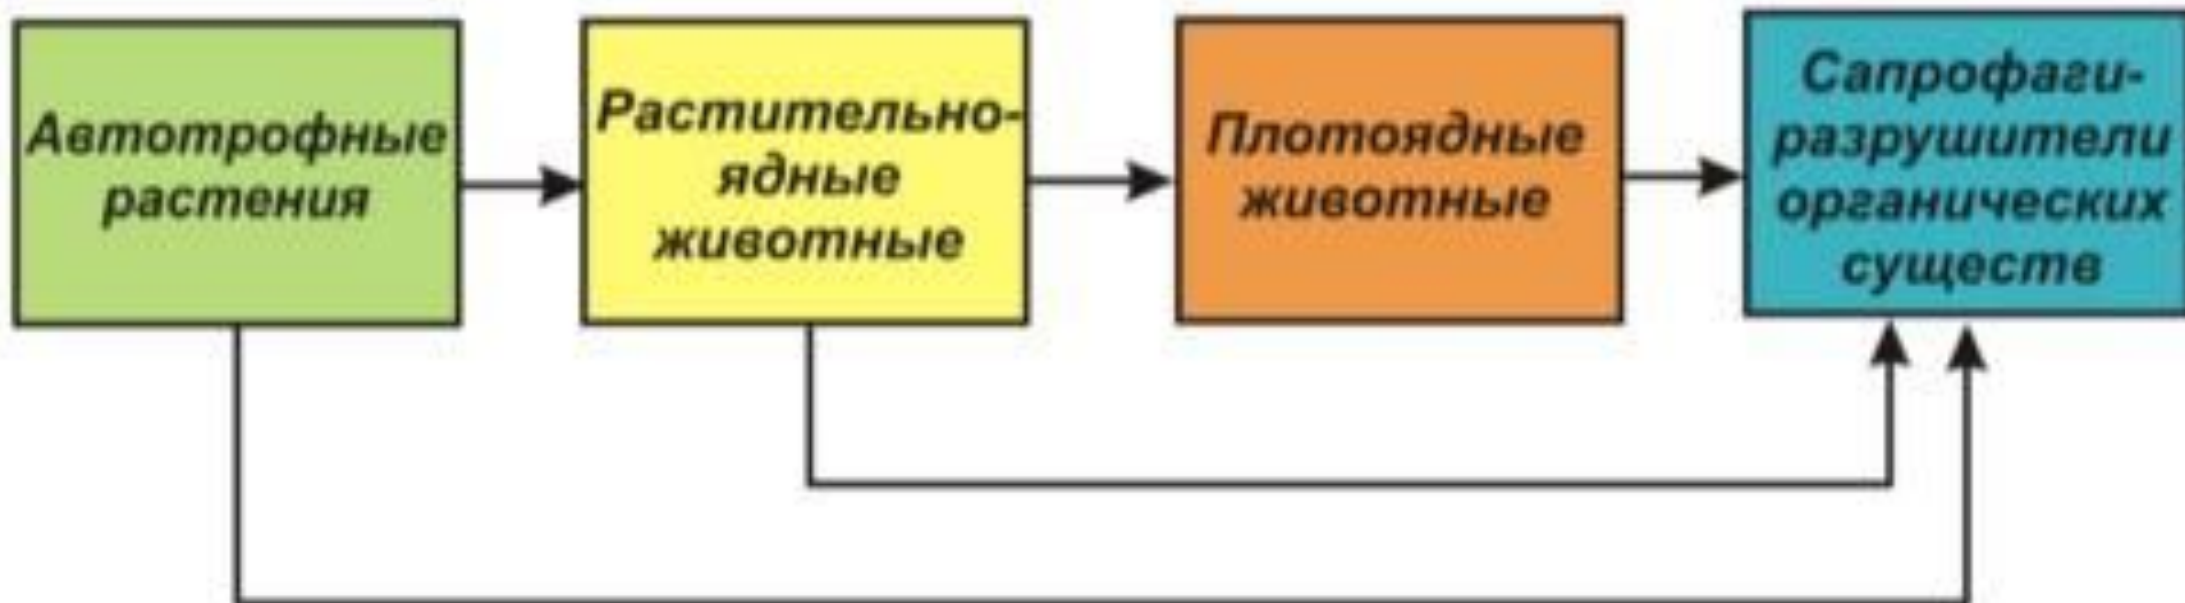 Автотрофные
растения
Растительно-
ядные
животные
Плотоядные
животные
Сапрофаги-
разрушители
органических
существ